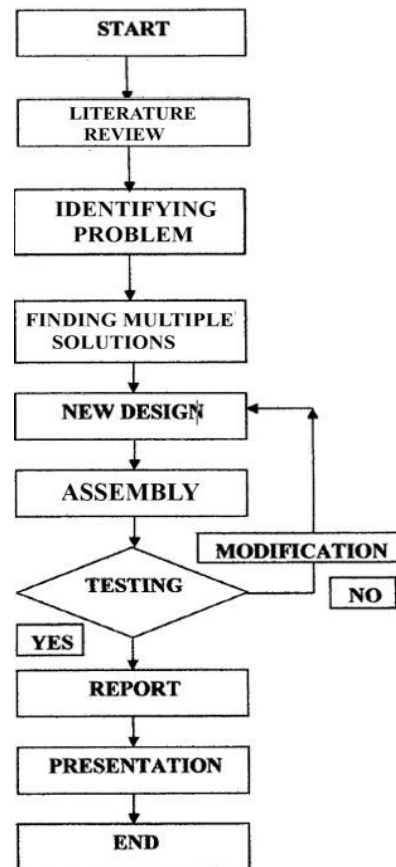 START
LITERATURE
REVIEW
IDENTIFYING
PROBLEM
FINDING MULTIPLE
SOLUTIONS
NEW DESIGN
ASSEMBLY
MODIFICATION
TESTING
NO
YES
REPORT
PRESENTATION
END